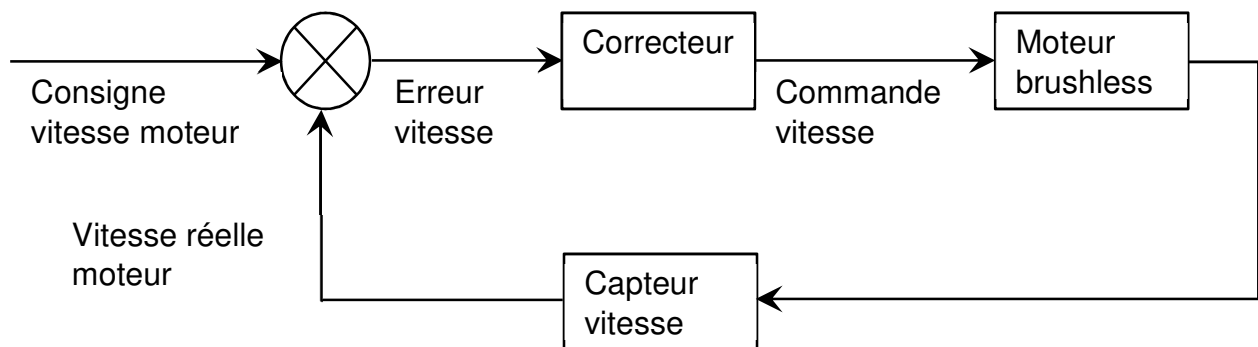 Correcteur
Moteur
brushless
Consigne
vitesse moteur
Erreur
vitesse
Commande
vitesse
Vitesse réelle
moteur
Capteur
vitesse